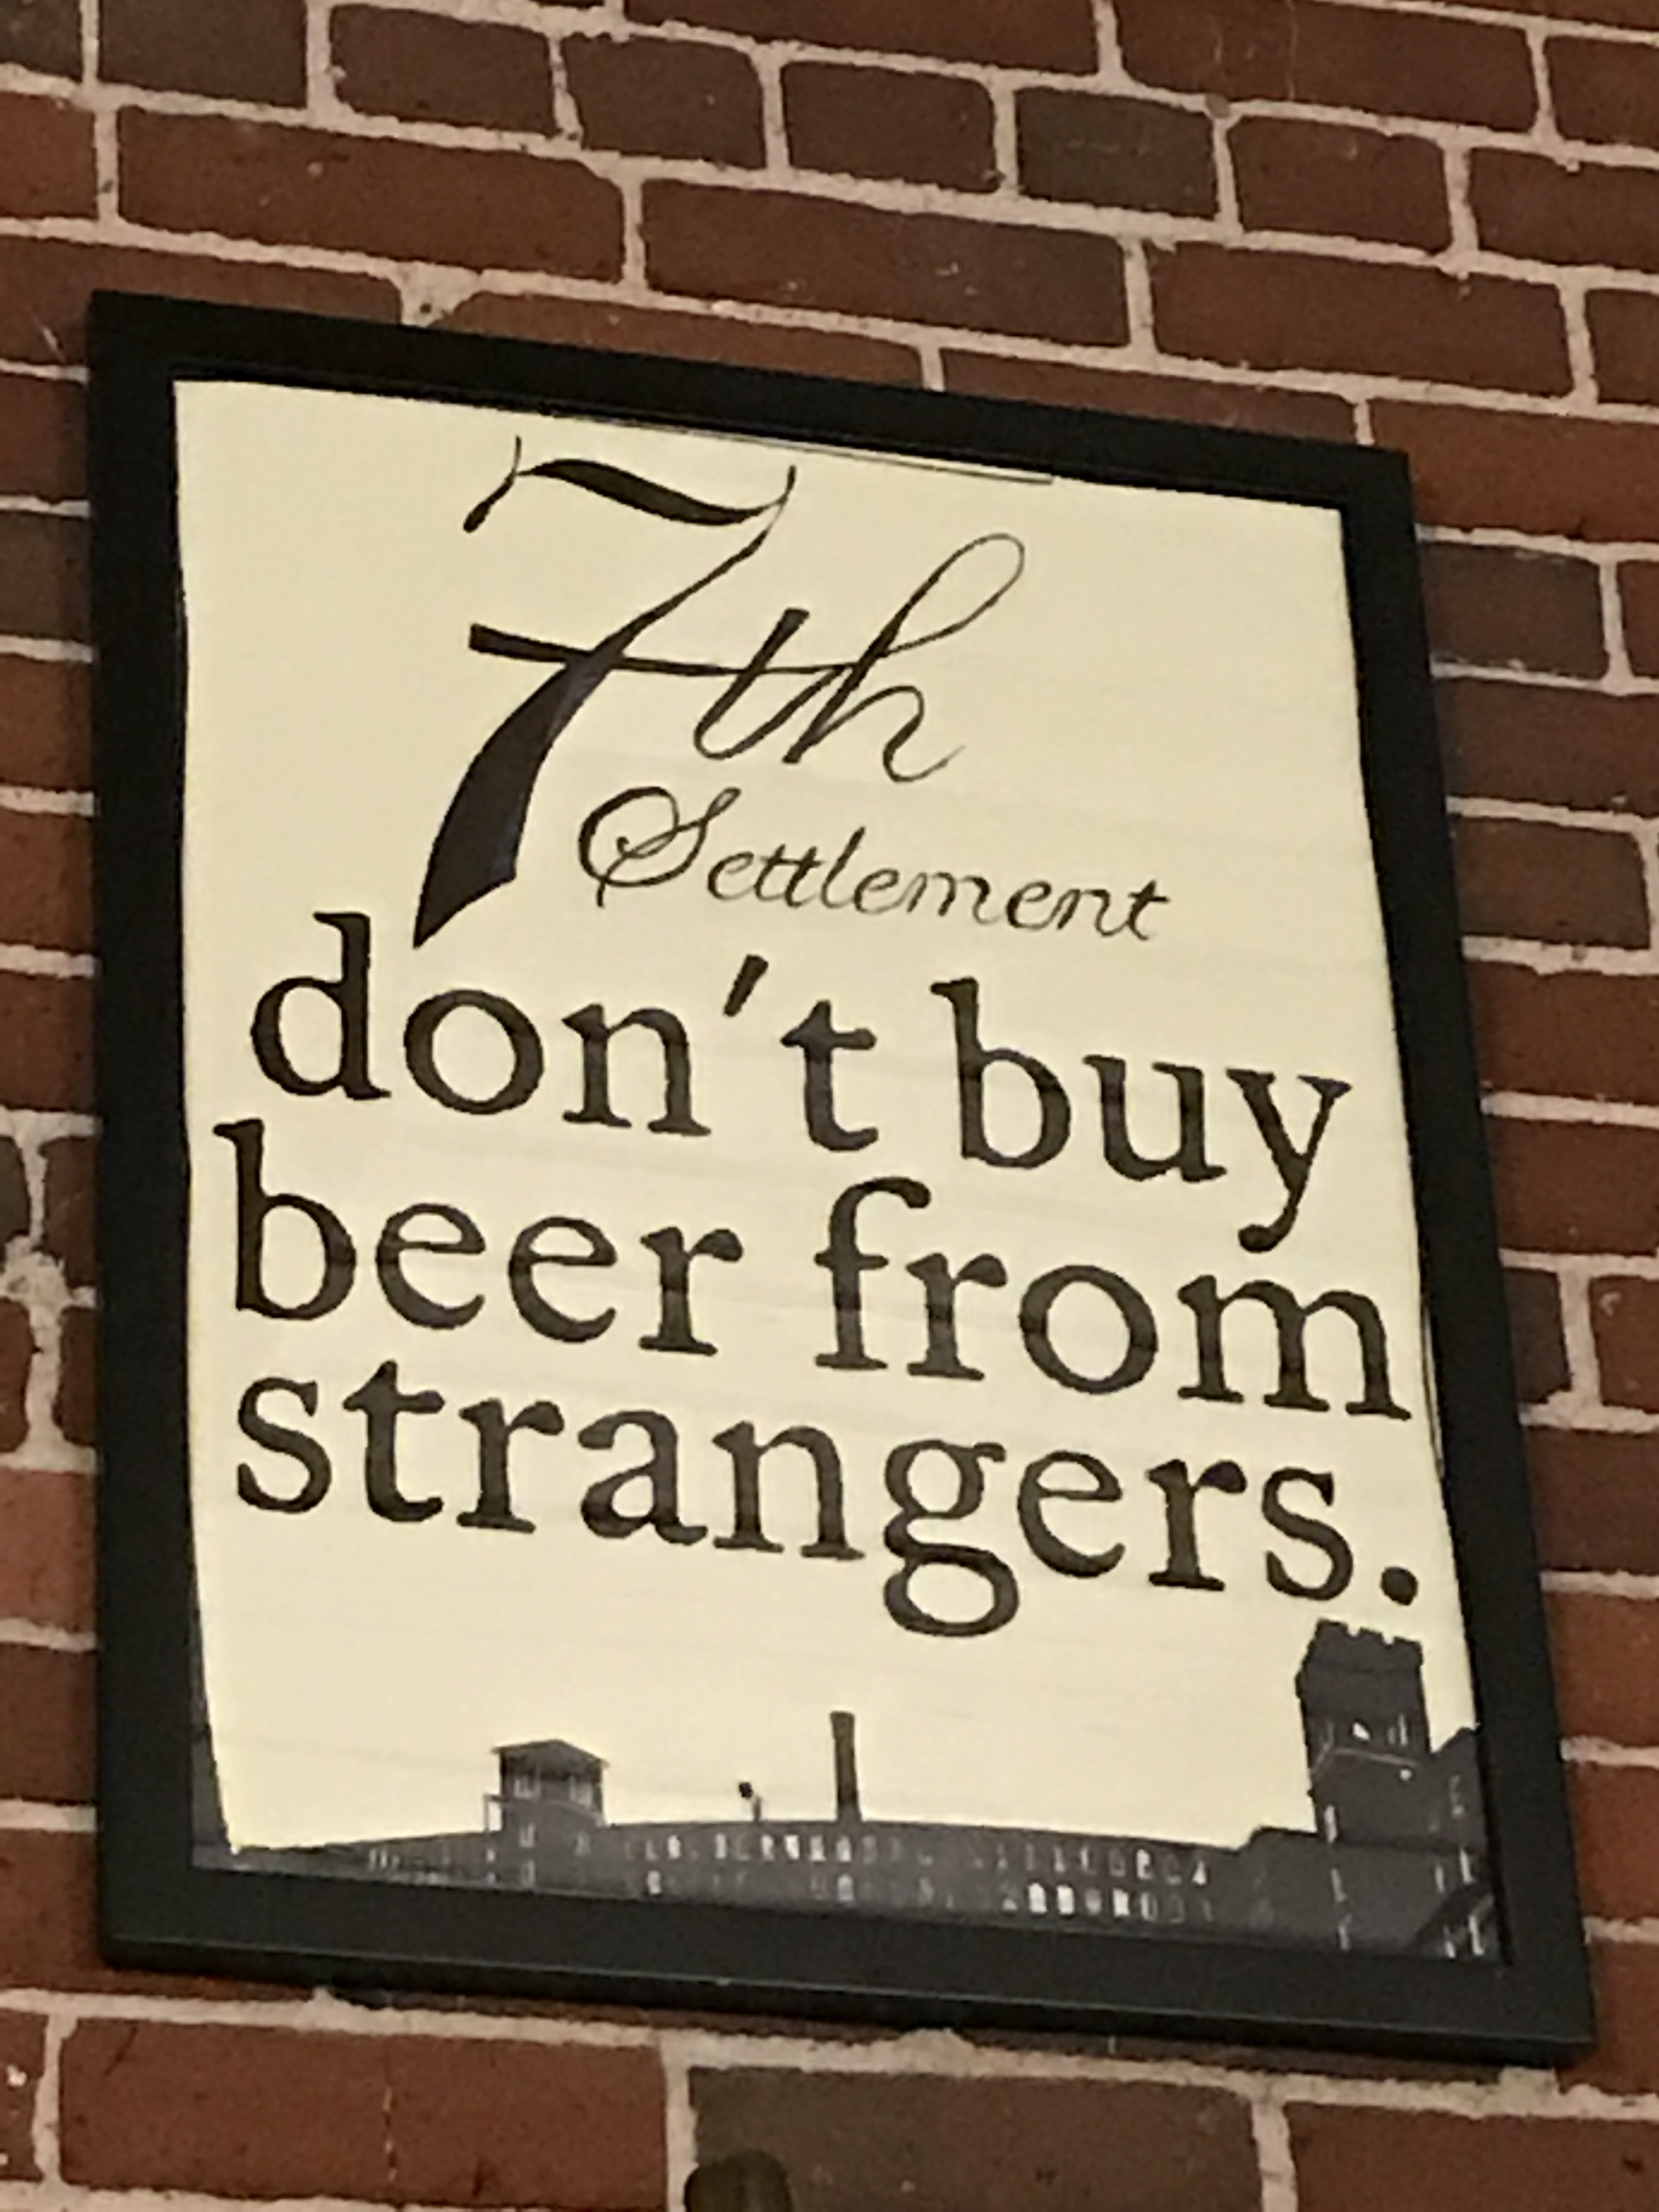 7th
Settlement
don't buy
beer from
strangers.